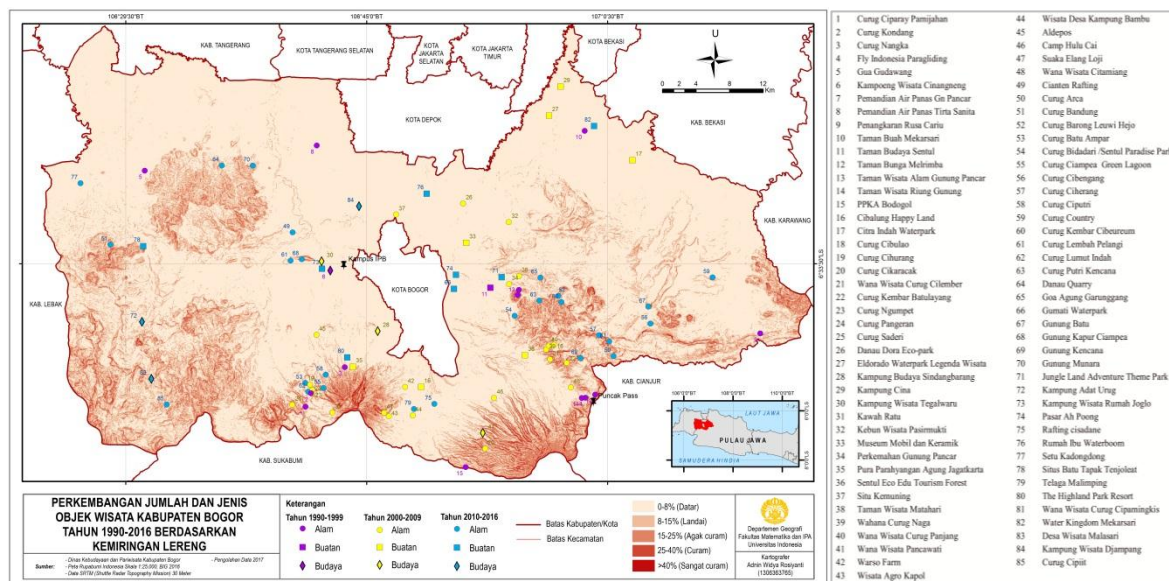 106°29'30"BT
106°45'0"BT
107°0'30"BT
KAB. TANGERANG
KOTA TANGERANG SELATAN
KOTA
JAKARTA
SELATAN
KOTA
JAKARTA
TIMUR
KOTA BEKASI
U
0 3 6 12
Km
KOTA DEPOK
KAB. BEKASI
KAB. KARAWANG
Kampus IPB
KOTA BOGOR
KAB. LEBAK
6°33'30"LS
KAB. CIANJUR
Puncak Pass
KAB. SUKABUMI
LAUT JAWA
PULAU JAWA
SAMUDERA HINDIA
PERKEMBANGAN JUMLAH DAN JENIS
OBJEK WISATA KABUPATEN BOGOR
TAHUN 1990-2016 BERDASARKAN
KEMIRINGAN LERENG
Sumber:
- Dinas Kebudayaan dan Pariwisata Kabupaten Bogor
- Pengolahan Data 2017
- Peta Rupabumi Indonesia Skala 1:25.000, BIG 2016
- Data SRTM (Shuttle Radar Topography Mission) 30 Meter
Keterangan
Tahun 1990-1999
Alam
Buatan
Budaya
Tahun 2000-2009
Alam
Buatan
Budaya
Tahun 2010-2016
Alam
Buatan
Budaya
Batas Kabupaten/Kota
Batas Kecamatan
0-8% (Datar)
8-15% (Landai)
15-25% (Agak curam)
25-40% (Curam)
>40% (Sangat curam)
Departemen Geografi
Fakultas Matematika dan IPA
Universitas Indonesia
Kartografer
Admin Widya Rosiyanti
(1306363765)
1 Curug Ciparay Pamijahan
2 Curug Kondang
3 Curug Nangka
4 Fly Indonesia Paragliding
5 Gua Gudawang
6 Kampoeng Wisata Cinangneng
7 Pemandian Air Panas Gn Pancar
8 Pemandian Air Panas Tirta Sanita
9 Penangkaran Rusa Cariu
10 Taman Buah Mekarsari
11 Taman Budaya Sentul
12 Taman Bunga Melrimba
13 Taman Wisata Alam Gunung Pancar
14 Taman Wisata Riung Gunung
15 PPKA Bodogol
16 Cibalung Happy Land
17 Citra Indah Waterpark
18 Curug Cibulao
19 Curug Cihurang
20 Curug Cikaracak
21 Wana Wisata Curug Cilember
22 Curug Kembar Batulayang
23 Curug Ngumpet
24 Curug Pangeran
25 Curug Saderi
26 Danau Dora Eco-park
27 Eldorado Waterpark Legenda Wisata
28 Kampung Budaya Sindangbarang
29 Kampung Cina
30 Kampung Wisata Tegalwaru
31 Kawah Ratu
32 Kebun Wisata Pasirmukti
33 Museum Mobil dan Keramik
34 Perkemahan Gunung Pancar
35 Pura Parahyangan Agung Jagatkarta
36 Sentul Eco Edu Tourism Forest
37 Situ Kemuning
38 Taman Wisata Matahari
39 Wahana Curug Naga
40 Wana Wisata Curug Panjang
41 Wana Wisata Pancawati
42 Warso Farm
43 Wisata Agro Kapol
44 Wisata Desa Kampung Bambu
45 Aldepos
46 Camp Hulu Cai
47 Suaka Elang Loji
48 Wana Wisata Citamiang
49 Cianten Rafting
50 Curug Arca
51 Curug Bandung
52 Curug Barong Leuwi Hejo
53 Curug Batu Ampar
54 Curug Bidadari /Sentul Paradise Park
55 Curug Ciampea Green Lagoon
56 Curug Cibengang
57 Curug Ciherang
58 Curug Ciputri
59 Curug Country
60 Curug Kembar Cibeureum
61 Curug Lembah Pelangi
62 Curug Lumut Indah
63 Curug Putri Kencana
64 Danau Quarry
65 Goa Agung Garunggang
66 Gumati Waterpark
67 Gunung Batu
68 Gunung Kapur Ciampea
69 Gunung Kencana
70 Gunung Munara
71 Jungle Land Adventure Theme Park
72 Kampung Adat Urug
73 Kampung Wisata Rumah Joglo
74 Pasar Ah Poong
75 Rafting cisadane
76 Rumah Ibu Waterboom
77 Setu Kadongdong
78 Situs Batu Tapak Tenjoleat
79 Telaga Malimping
80 The Highland Park Resort
81 Wana Wisata Curug Cipamingkis
82 Water Kingdom Mekarsari
83 Desa Wisata Malasari
84 Kampung Wisata Djampang
85 Curug Cipiit